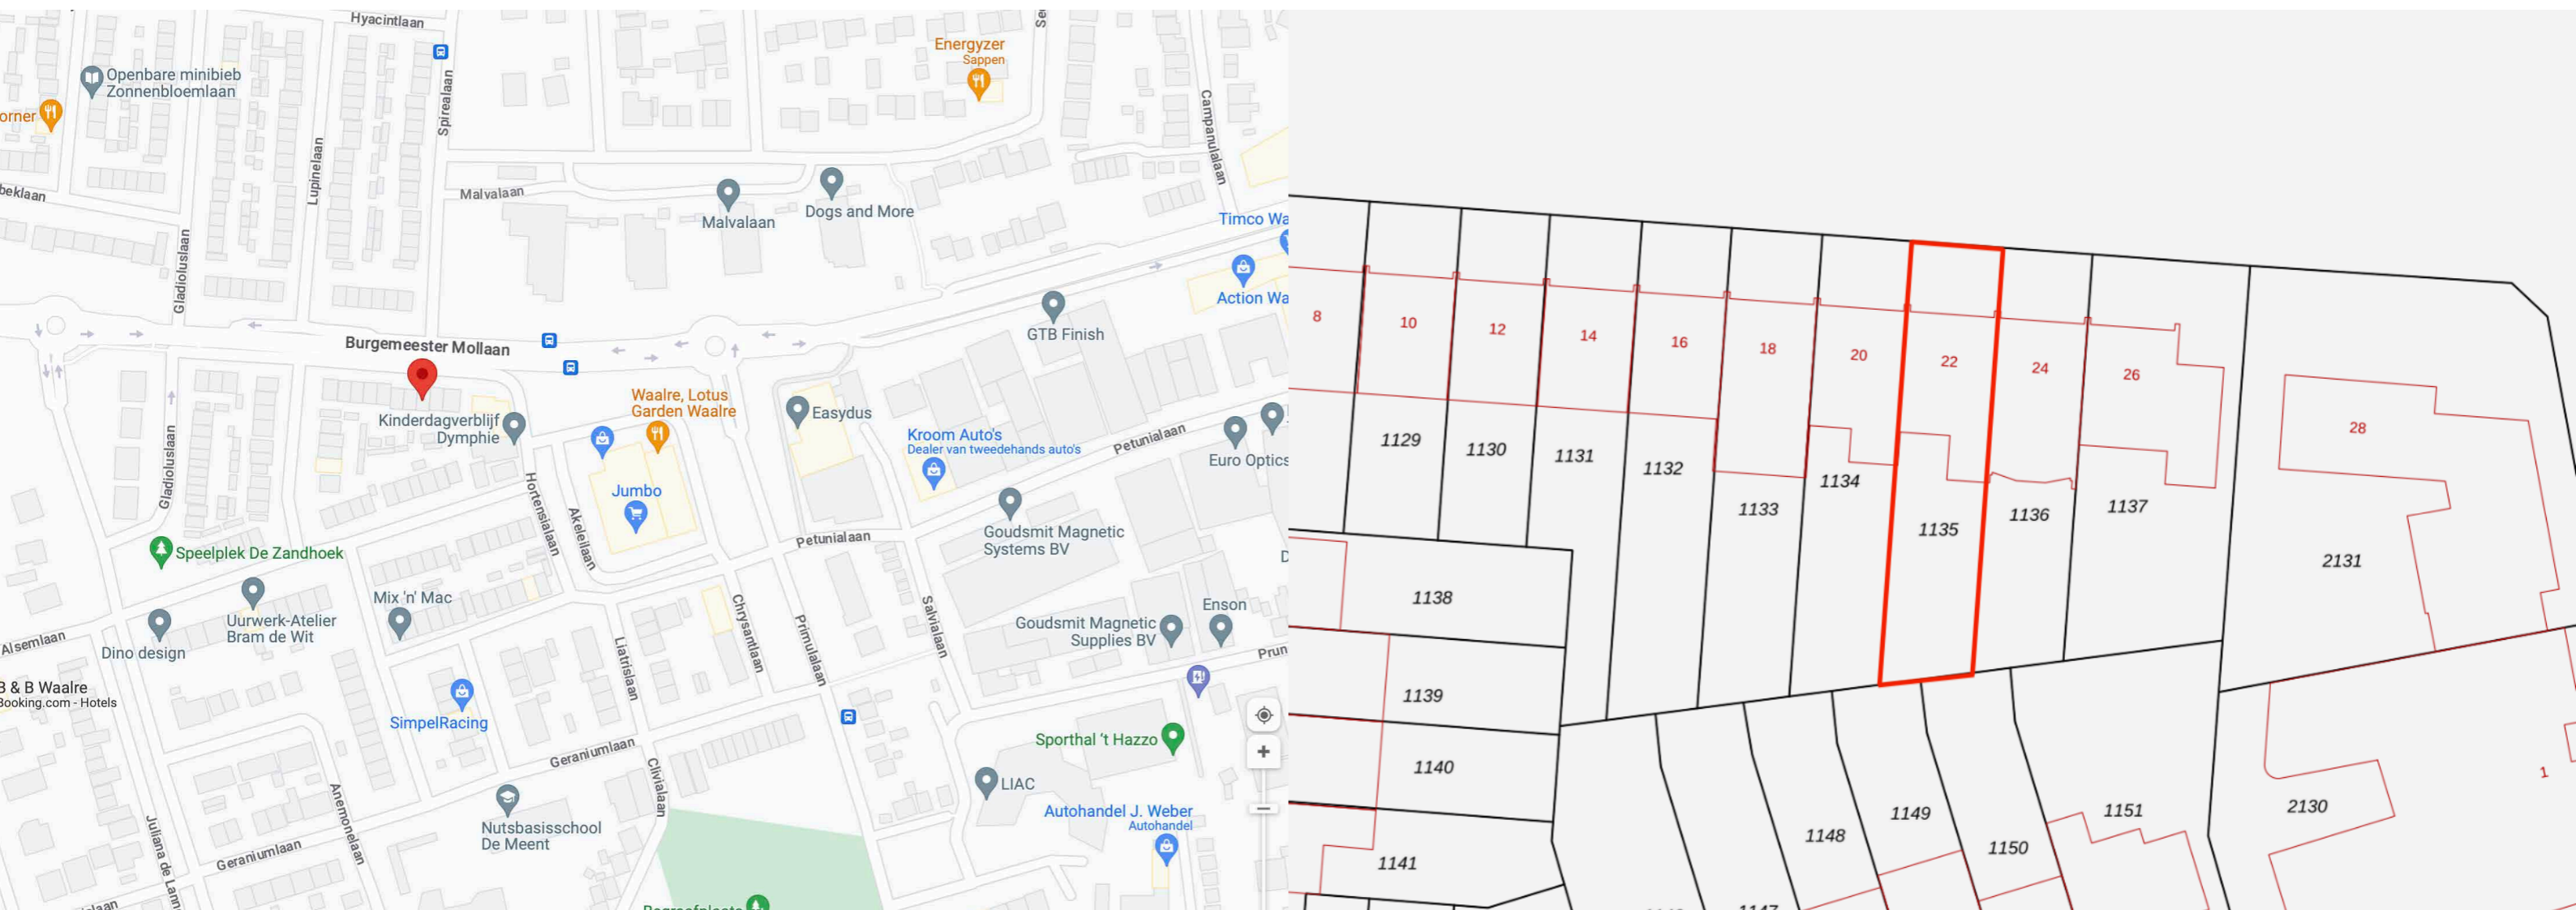 Hyacintlaan
Openbare minibieb
Zonnenbloemlaan
Energyzer
Sappen
orner
Spirealaan
Lupinelaan
Campanulalaan
beklaan
Malvalaan
Malvalaan
Dogs and More
Timco Wa
Gladioluslaan
Action Wa
GTB Finish
Burgemeester Mollaan
Waalre, Lotus
Garden Waalre
Easydus
Kinderdagverblijf
Dymphie
Kroom Auto's
Dealer van tweedehands auto's
Petunialaan
Euro Optics
Gladioluslaan
Hortensialaan
Jumbo
Akeleilaan
Goudsmit Magnetic
Systems BV
Petunialaan
Speelplek De Zandhoek
Mix 'n' Mac
Uurwerk-Atelier
Bram de Wit
Dino design
Alsemlaan
Chrysantlaan
Primulalaan
Salvialaan
Enson
Goudsmit Magnetic
Supplies BV
Liatrislaan
Prun
B & B Waalre
Booking.com - Hotels
SimpelRacing
Geraniumlaan
Sporthal 't Hazzo
Clivialaan
LIAC
Anemonelaan
Juliana de Lann
Nutsbasisschool
De Meent
Autohandel J. Weber
Autohandel
Geraniumlaan
8
10
12
14
16
18
20
22
24
26
28
1129
1130
1131
1132
1133
1134
1135
1136
1137
2131
1138
1139
1140
1141
1148
1149
1150
1151
2130
1
1147